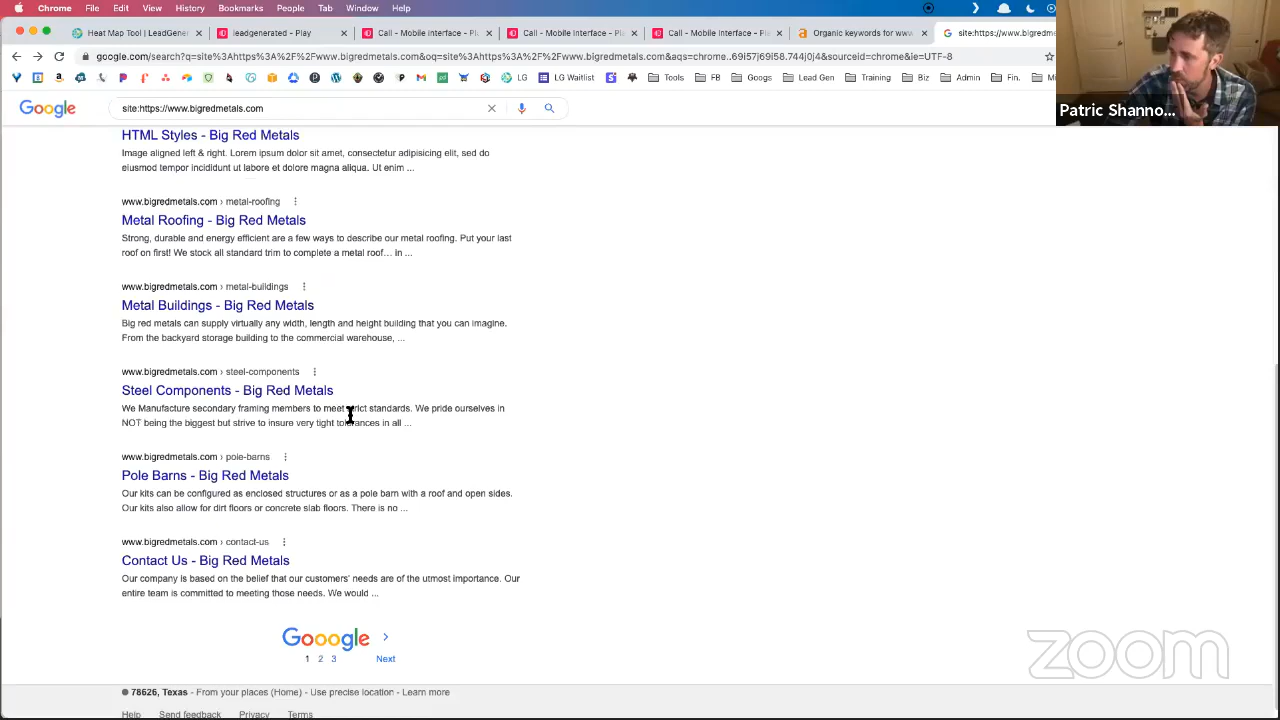 Chrome File Edit View History Bookmarks People Tab Window Help
Heat Map Tool | LeadGener
leadgenerated - Play
Call - Mobile interface - P...
Call - Mobile Interface - Pl...
Call - Mobile Interface - Pl...
Organic keywords for www
site:https://www.bigredme
google.com/search?q=site%3Ahttps%3A%2F%2Fwww.bigredmetals.com&oq=site%3Ahttps%3A%2F%2Fwww.bigredmetals.com&aqs=chrome...69i57j69i58.744j0j4&sourceid=chrome&ie=UTF-8
LG LG Waitlist Tools FB Googs Lead Gen Training Biz Admin Fin.
Google
site:https://www.bigredmetals.com
Patric Shanno...
HTML Styles - Big Red Metals
Image aligned left & right. Lorem ipsum dolor sit amet, consectetur adipisicing elit, sed do
eiusmod tempor incididunt ut labore et dolore magna aliqua. Ut enim ...
www.bigredmetals.com › metal-roofing
Metal Roofing - Big Red Metals
Strong, durable and energy efficient are a few ways to describe our metal roofing. Put your last
roof on first! We stock all standard trim to complete a metal roof… in ...
www.bigredmetals.com › metal-buildings
Metal Buildings - Big Red Metals
Big red metals can supply virtually any width, length and height building that you can imagine.
From the backyard storage building to the commercial warehouse, ...
www.bigredmetals.com › steel-components
Steel Components - Big Red Metals
We Manufacture secondary framing members to meet strict standards. We pride ourselves in
NOT being the biggest but strive to insure very tight tolerances in all ...
www.bigredmetals.com › pole-barns
Pole Barns - Big Red Metals
Our kits can be configured as enclosed structures or as a pole barn with a roof and open sides.
Our kits also allow for dirt floors or concrete slab floors. There is no ...
www.bigredmetals.com › contact-us
Contact Us - Big Red Metals
Our company is based on the belief that our customers' needs are of the utmost importance. Our
entire team is committed to meeting those needs. We would ...
Gooogle
1 2 3 Next
zoom
78626, Texas - From your places (Home) - Use precise location - Learn more
Help Send feedback Privacy Terms